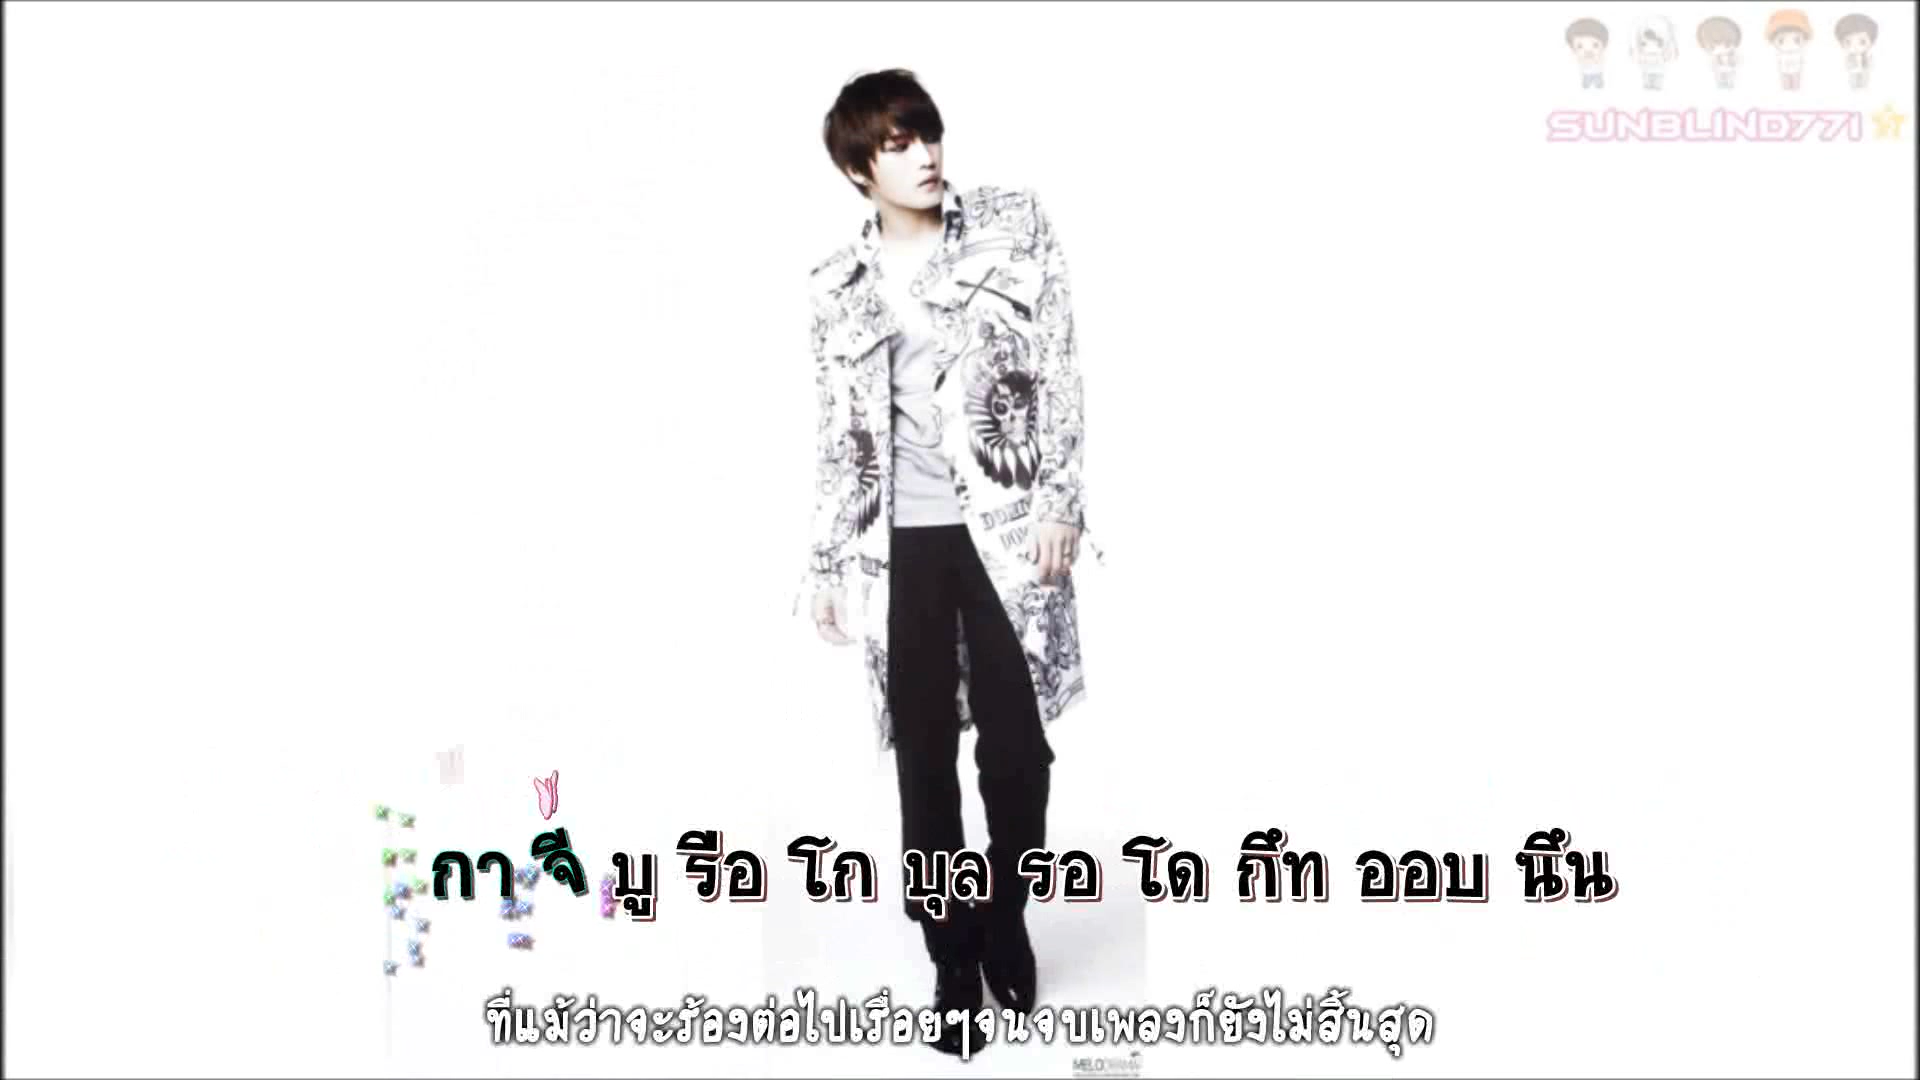 SUNBLIND771
DOM
กา จี บู รือ โก บุล รอ โด กึท ออบ นึน
ที่แม้ว่าจะร้องต่อไปเรื่อยๆจนจบเพลงก็ยังไม่สิ้นสุด
MELODRAMA